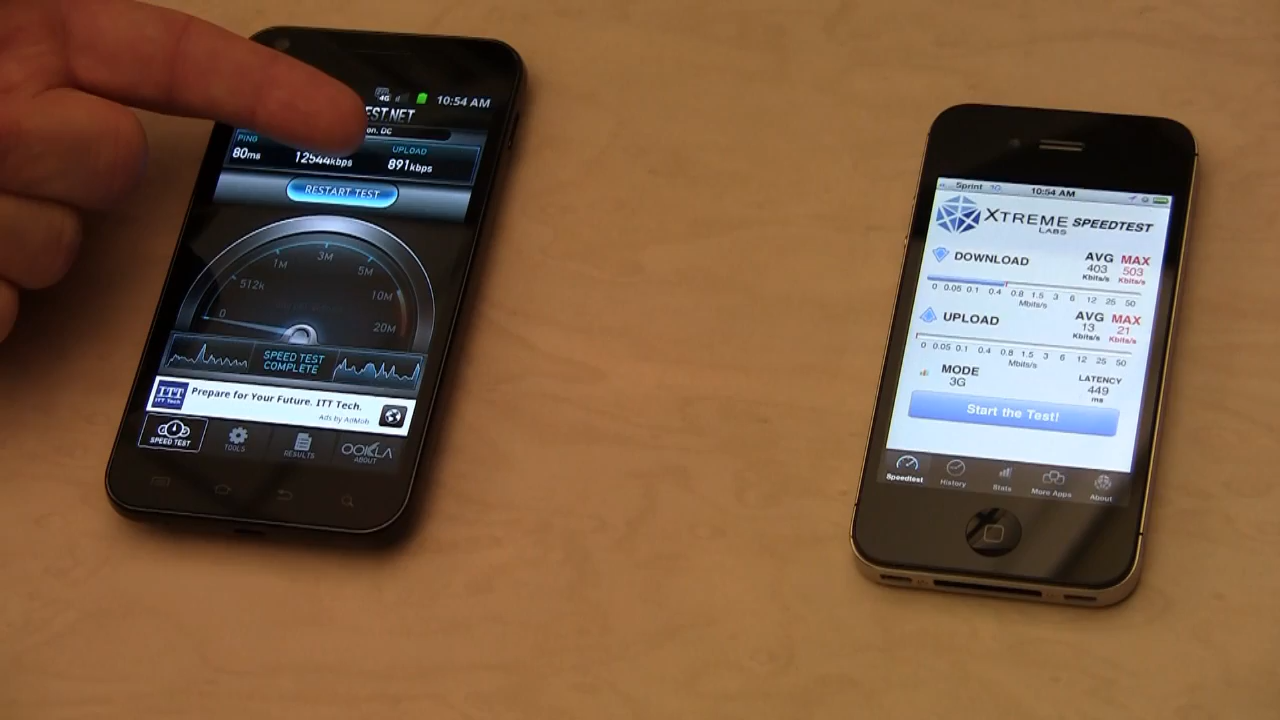 4G 10:54 AM
EST.NET
on, DC
PING UPLOAD
80ms 12544kbps 891kbps
RESTART TEST
0 512k 1M 3M 5M 10M 20M
SPEED TEST
COMPLETE
ITT
ITT Tech
Prepare for Your Future. ITT Tech.
Ads by AdMob
SPEED TEST TOOLS RESULTS OOKLA
ABOUT
Sprint 3G 10:54 AM
XTREME SPEEDTEST
LABS
DOWNLOAD AVG MAX
403 503
Kbits/s Kbits/s
0 0.05 0.1 0.4 0.8 1.5 3 6 12 25 50
Mbits/s
UPLOAD AVG MAX
13 21
Kbits/s Kbits/s
0 0.05 0.1 0.4 0.8 1.5 3 6 12 25 50
Mbits/s
MODE LATENCY
3G 449
ms
Start the Test!
Speedtest History Stats More Apps About